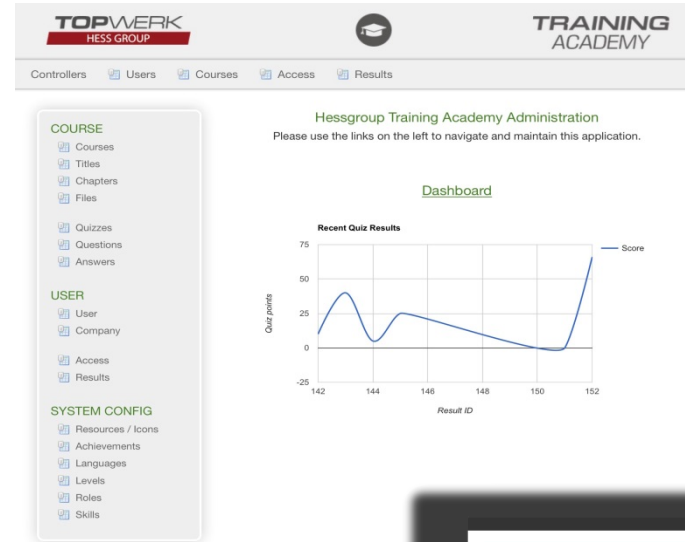 TOPWERK
HESS GROUP
TRAINING
ACADEMY
Controllers Users Courses Access Results
COURSE
Courses
Titles
Chapters
Files
Quizzes
Questions
Answers
USER
User
Company
Access
Results
SYSTEM CONFIG
Resources / Icons
Achievements
Languages
Levels
Roles
Skills
Hessgroup Training Academy Administration
Please use the links on the left to navigate and maintain this application.
Dashboard
Recent Quiz Results
75
50
25
0
-25
Quiz points
142 144 146 148 150 152
Result ID
Score